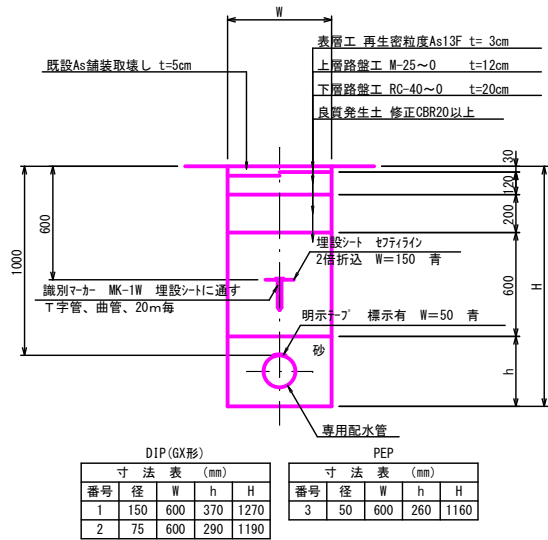 W
表層工 再生密粒度As13F t= 3cm
既設As舗装取壊し t=5cm
上層路盤工 M-25～0 t=12cm
下層路盤工 RC-40～0 t=20cm
良質発生土 修正CBR20以上
30
120
200
600
1000
600
H
h
埋設シート セフティライン
2倍折込 W=150 青
識別マーカー MK-1W 埋設シートに通す
T字管、曲管、20m毎
明示テープ 標示有 W=50 青
砂
専用配水管
DIP(GX形)
寸 法 表 (mm)
番号 径 W h H
1 150 600 370 1270
2 75 600 290 1190
PEP
寸 法 表 (mm)
番号 径 W h H
3 50 600 260 1160